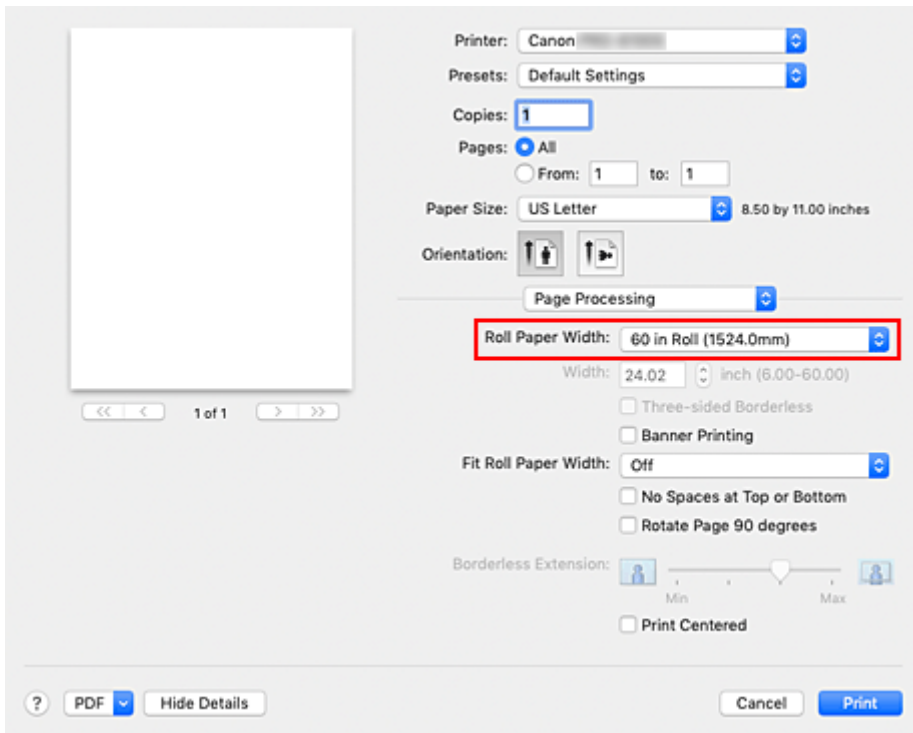 Printer: Canon
Presets: Default Settings
Copies: 1
Pages: All
From: 1 to: 1
Paper Size: US Letter 8.50 by 11.00 inches
Orientation:
Page Processing
Roll Paper Width: 60 in Roll (1524.0mm)
Width: 24.02 inch (6.00-60.00)
Three-sided Borderless
Banner Printing
Fit Roll Paper Width: Off
No Spaces at Top or Bottom
Rotate Page 90 degrees
Borderless Extension:
Min Max
Print Centered
1 of 1
? PDF Hide Details Cancel Print